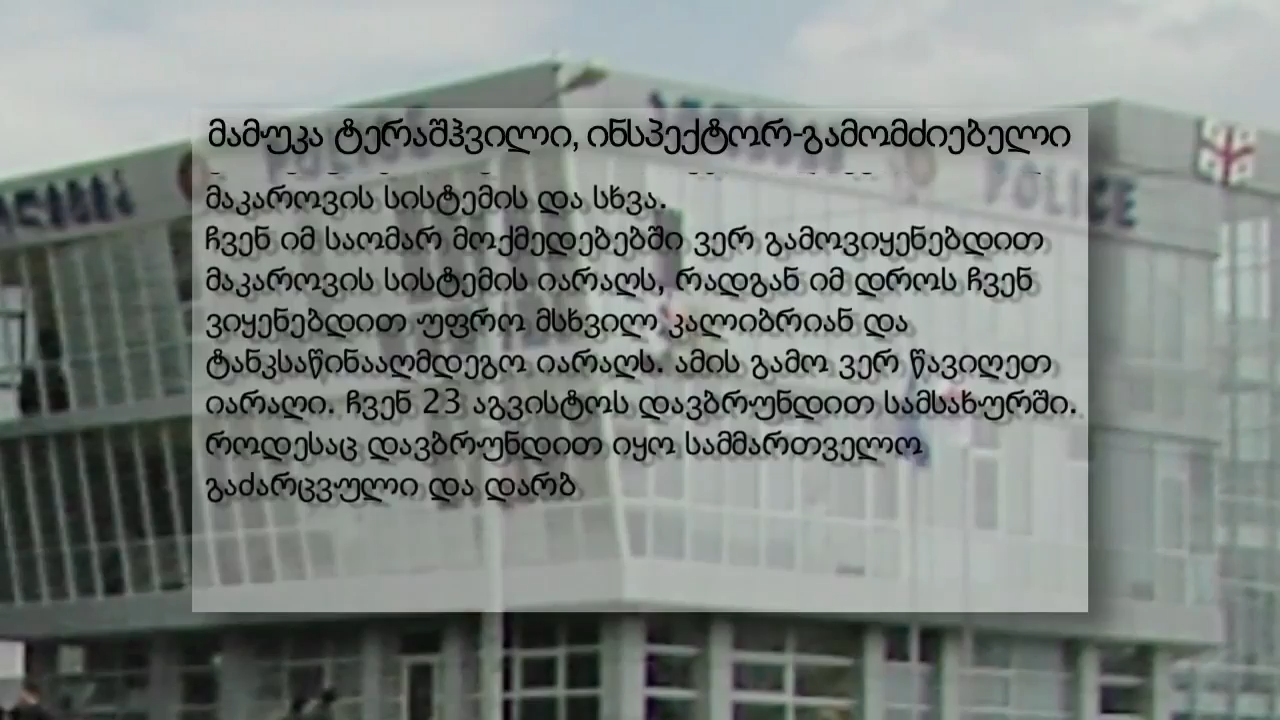 მამუკა ტერაშჰვილი, ინსპექტორ-გამომძიებელი
მაკაროვის სისტემის და სხვა.
ჩვენ იმ საომარ მოქმედებებში ვერ გამოვიყენებდით
მაკაროვის სისტემის იარაღს, რადგან იმ დროს ჩვენ
ვიყენებდით უფრო მსხვილ კალიბრიან და
ტანკსაწინააღმდეგო იარაღს. ამის გამო ვერ წავიღეთ
იარაღი. ჩვენ 23 აგვისტოს დავბრუნდით სამსახურში.
როდესაც დავბრუნდით იყო სამმართველო
გაძარცვული და დარბ
POLICE